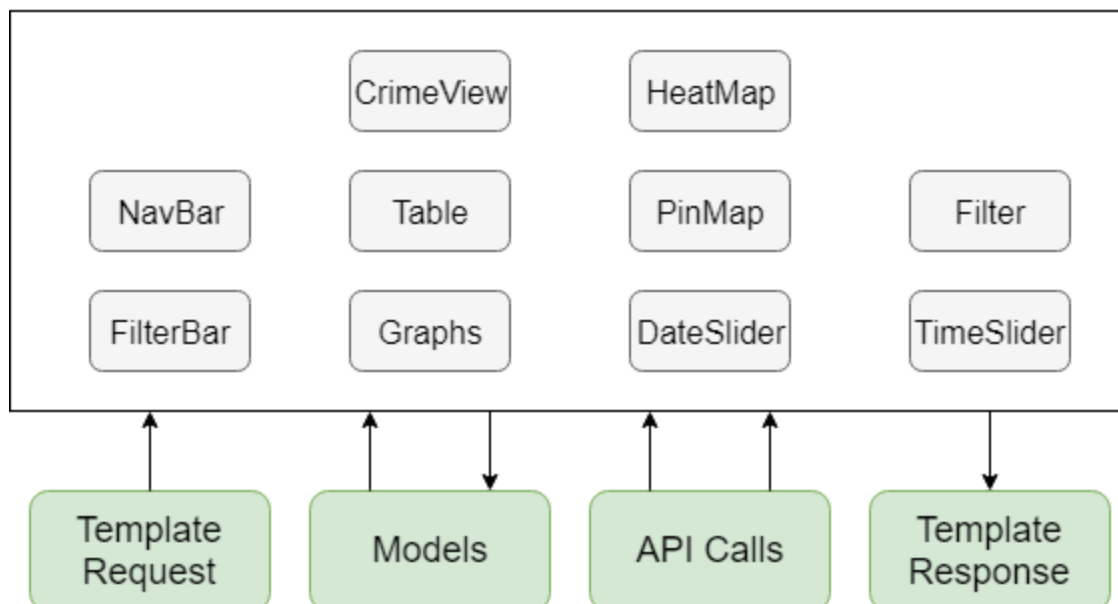 CrimeView
HeatMap
NavBar
Table
PinMap
Filter
FilterBar
Graphs
DateSlider
TimeSlider
Template
Request
Models
API Calls
Template
Response